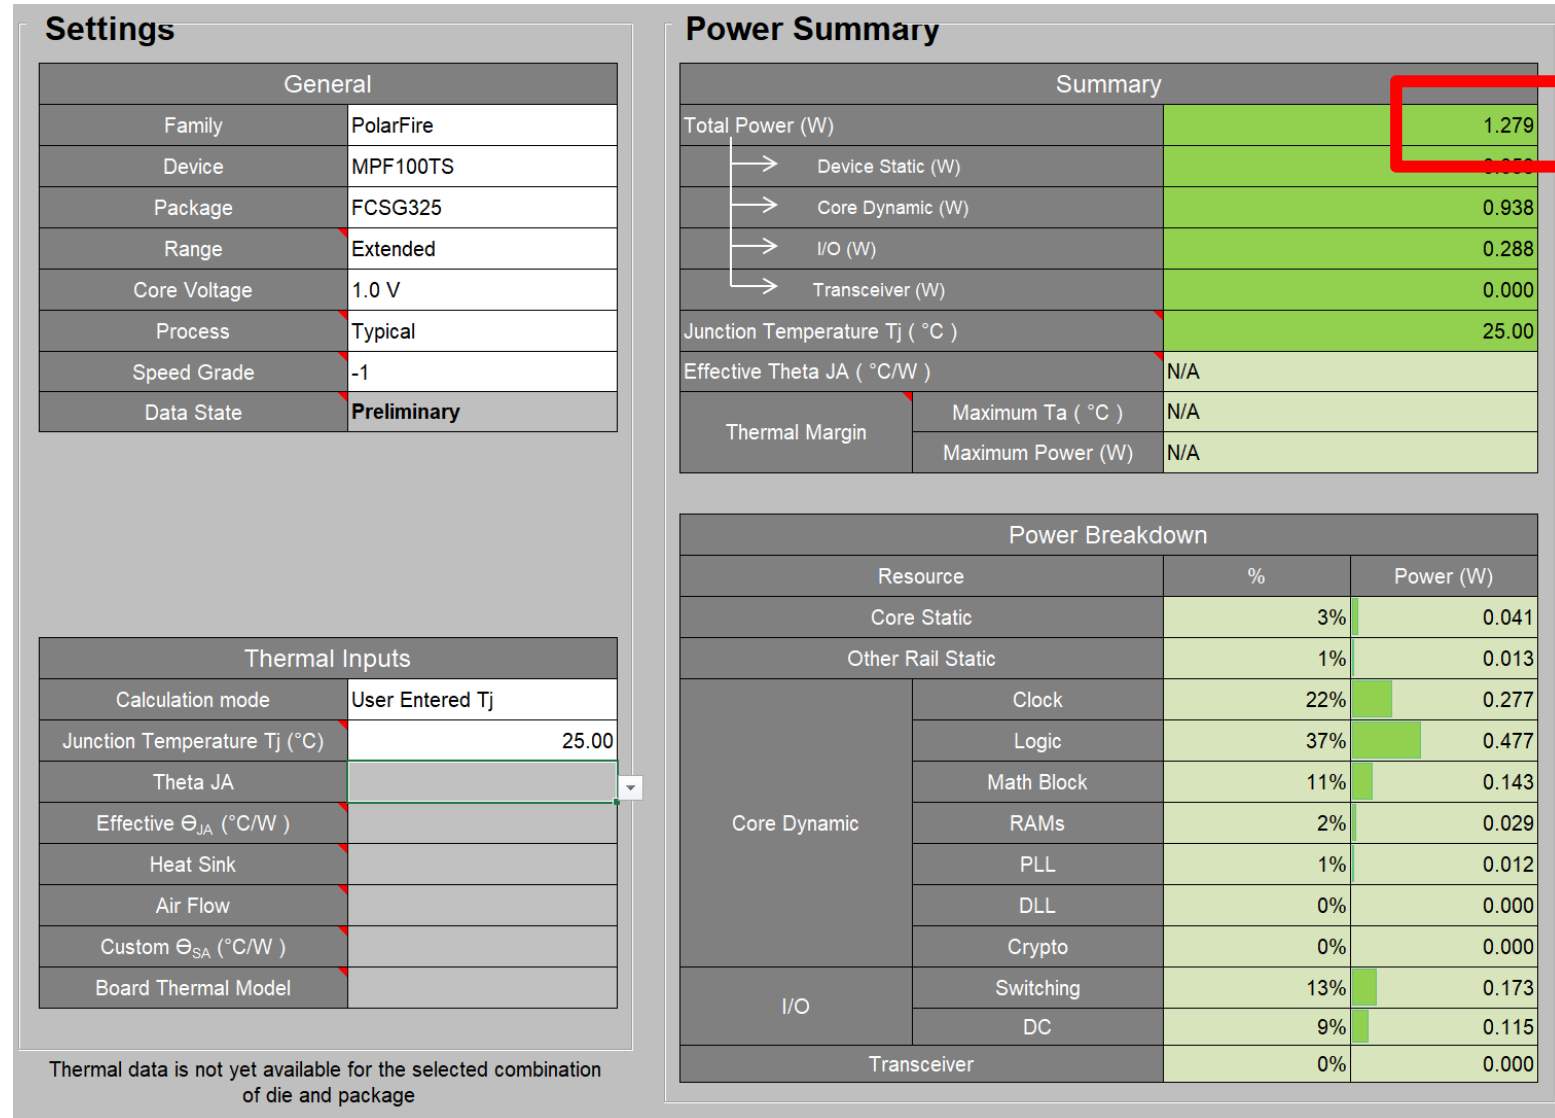 Settings
General
Family PolarFire
Device MPF100TS
Package FCSG325
Range Extended
Core Voltage 1.0 V
Process Typical
Speed Grade -1
Data State Preliminary
Thermal Inputs
Calculation mode User Entered Tj
Junction Temperature Tj (°C) 25.00
Theta JA
Effective ΘJA (°C/W )
Heat Sink
Air Flow
Custom ΘSA (°C/W )
Board Thermal Model
Thermal data is not yet available for the selected combination
of die and package
Power Summary
Summary
Total Power (W) 1.279
Device Static (W)
Core Dynamic (W) 0.938
I/O (W) 0.288
Transceiver (W) 0.000
Junction Temperature Tj ( °C ) 25.00
Effective Theta JA ( °C/W ) N/A
Thermal Margin
Maximum Ta ( °C ) N/A
Maximum Power (W) N/A
Power Breakdown
Resource % Power (W)
Core Static 3% 0.041
Other Rail Static 1% 0.013
Core Dynamic
Clock 22% 0.277
Logic 37% 0.477
Math Block 11% 0.143
RAMs 2% 0.029
PLL 1% 0.012
DLL 0% 0.000
Crypto 0% 0.000
I/O
Switching 13% 0.173
DC 9% 0.115
Transceiver 0% 0.000